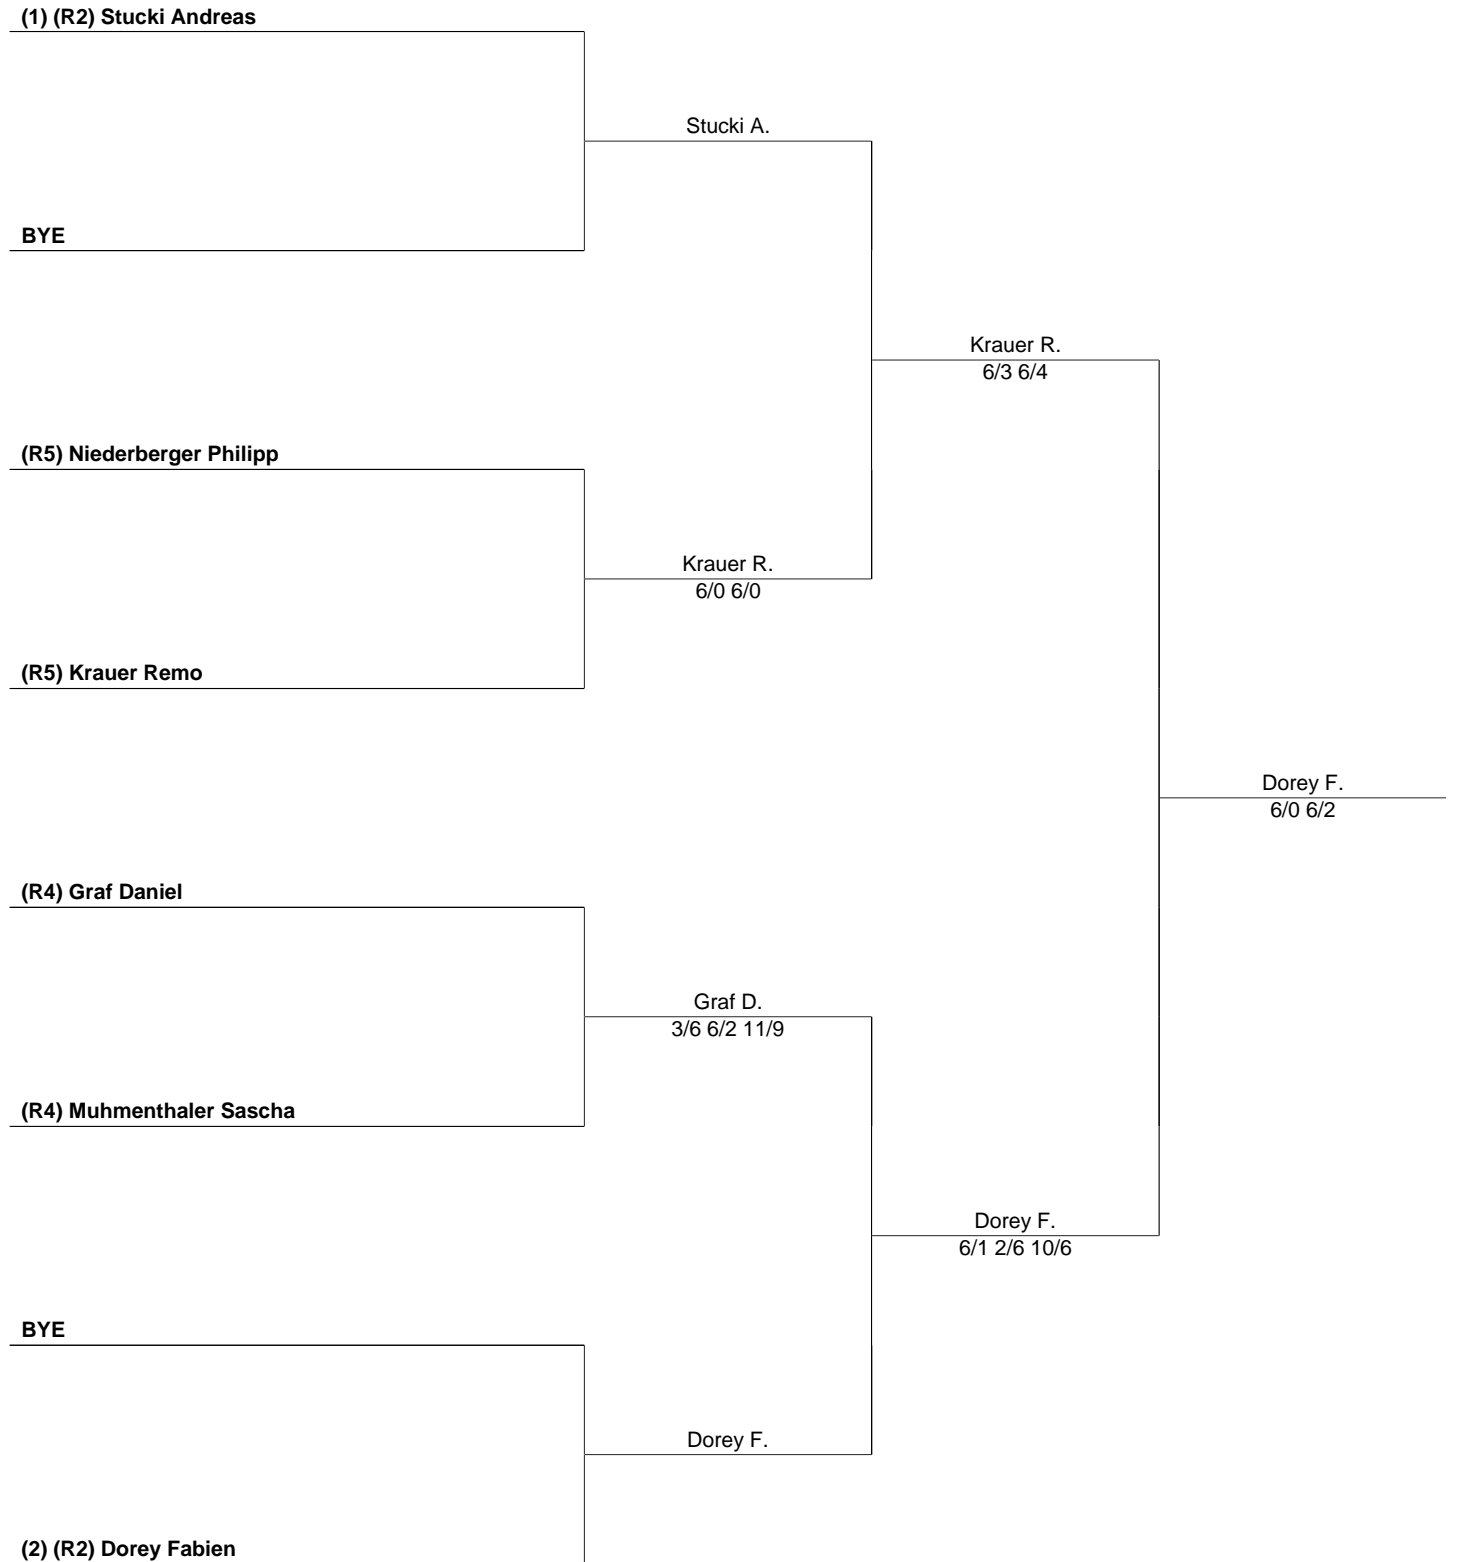 (1) (R2) Stucki Andreas
Stucki A.
BYE
Krauer R.
6/3 6/4
(R5) Niederberger Philipp
Krauer R.
6/0 6/0
(R5) Krauer Remo
Dorey F.
6/0 6/2
(R4) Graf Daniel
Graf D.
3/6 6/2 11/9
(R4) Muhmenthaler Sascha
Dorey F.
6/1 2/6 10/6
BYE
Dorey F.
(2) (R2) Dorey Fabien